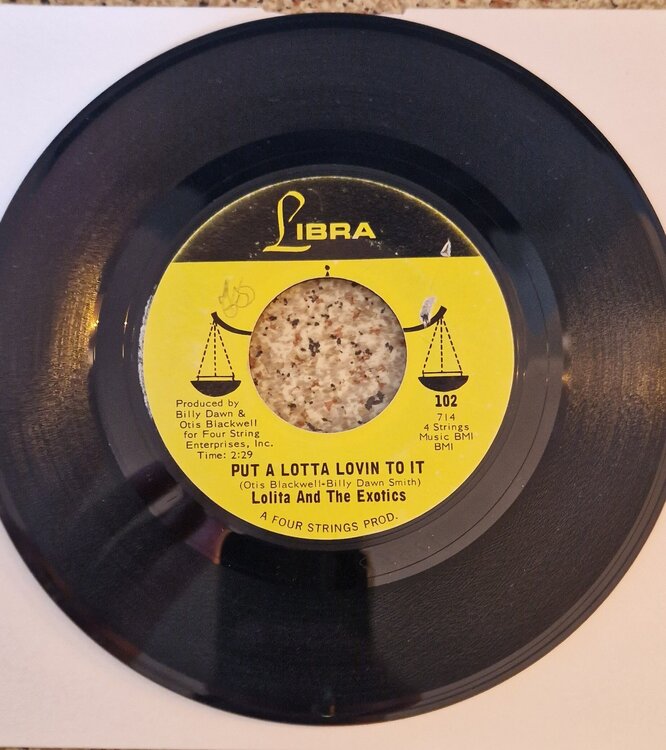 LIBRA
Produced by
Billy Dawn &
Otis Blackwell
for Four String
Enterprises, Inc.
Time: 2:29
102
714
4 Strings
Music BMI
BMI
PUT A LOTTA LOVIN TO IT
(Otis Blackwell-Billy Dawn Smith)
Lolita And The Exotics
A FOUR STRINGS PROD.